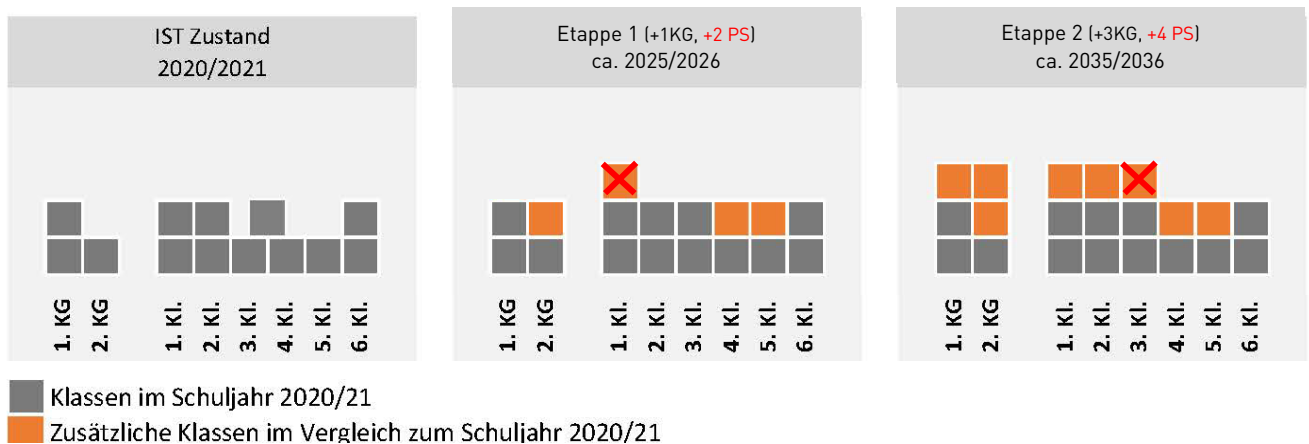 IST Zustand
2020/2021
Etappe 1 (+1KG, +2 PS)
ca. 2025/2026
Etappe 2 (+3KG, +4 PS)
ca. 2035/2036
1. KG
2. KG
1. Kl.
2. Kl.
3. Kl.
4. Kl.
5. Kl.
6. Kl.
1. KG
2. KG
1. Kl.
2. Kl.
3. Kl.
4. Kl.
5. Kl.
6. Kl.
1. KG
2. KG
1. Kl.
2. Kl.
3. Kl.
4. Kl.
5. Kl.
6. Kl.
Klassen im Schuljahr 2020/21
Zusätzliche Klassen im Vergleich zum Schuljahr 2020/21